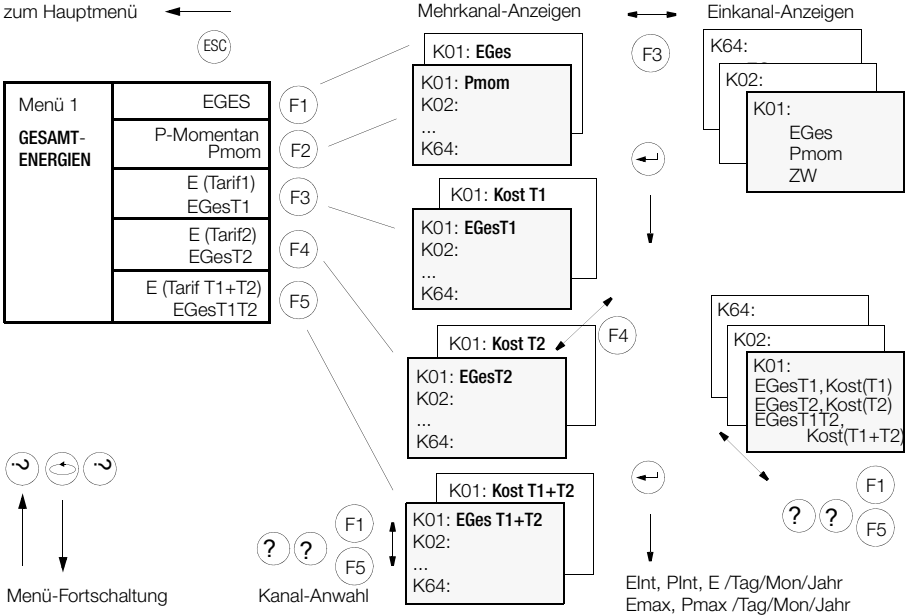 zum Hauptmenü
ESC
Mehrkanal-Anzeigen
Einkanal-Anzeigen
F3
Menü 1
GESAMT-
ENERGIEN
EGES
F1
P-Momentan
Pmom
F2
E (Tarif1)
EGesT1
F3
E (Tarif2)
EGesT2
F4
E (Tarif T1+T2)
EGesT1T2
F5
K01: EGes
K01: Pmom
K02:
...
K64:
K01: Kost T1
K01: EGesT1
K02:
...
K64:
K01: Kost T2
K01: EGesT2
K02:
...
K64:
F4
K01: Kost T1+T2
K01: EGes T1+T2
K02:
...
K64:
K64:
K02:
K01:
EGes
Pmom
ZW
K64:
K02:
K01:
EGesT1, Kost(T1)
EGesT2, Kost(T2)
EGesT1T2,
Kost(T1+T2)
? ?
F1
F5
? ?
Menü-Fortschaltung
? ?
F1
F5
Kanal-Anwahl
EInt, PInt, E /Tag/Mon/Jahr
Emax, Pmax /Tag/Mon/Jahr